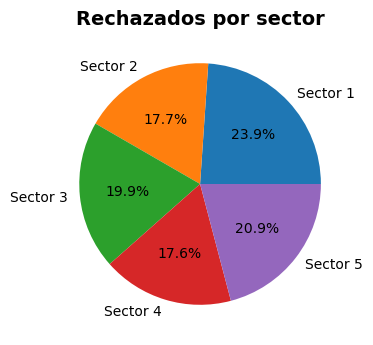 Rechazados por sector
Sector 1
23.9%
Sector 2
17.7%
Sector 3
19.9%
Sector 4
17.6%
Sector 5
20.9%